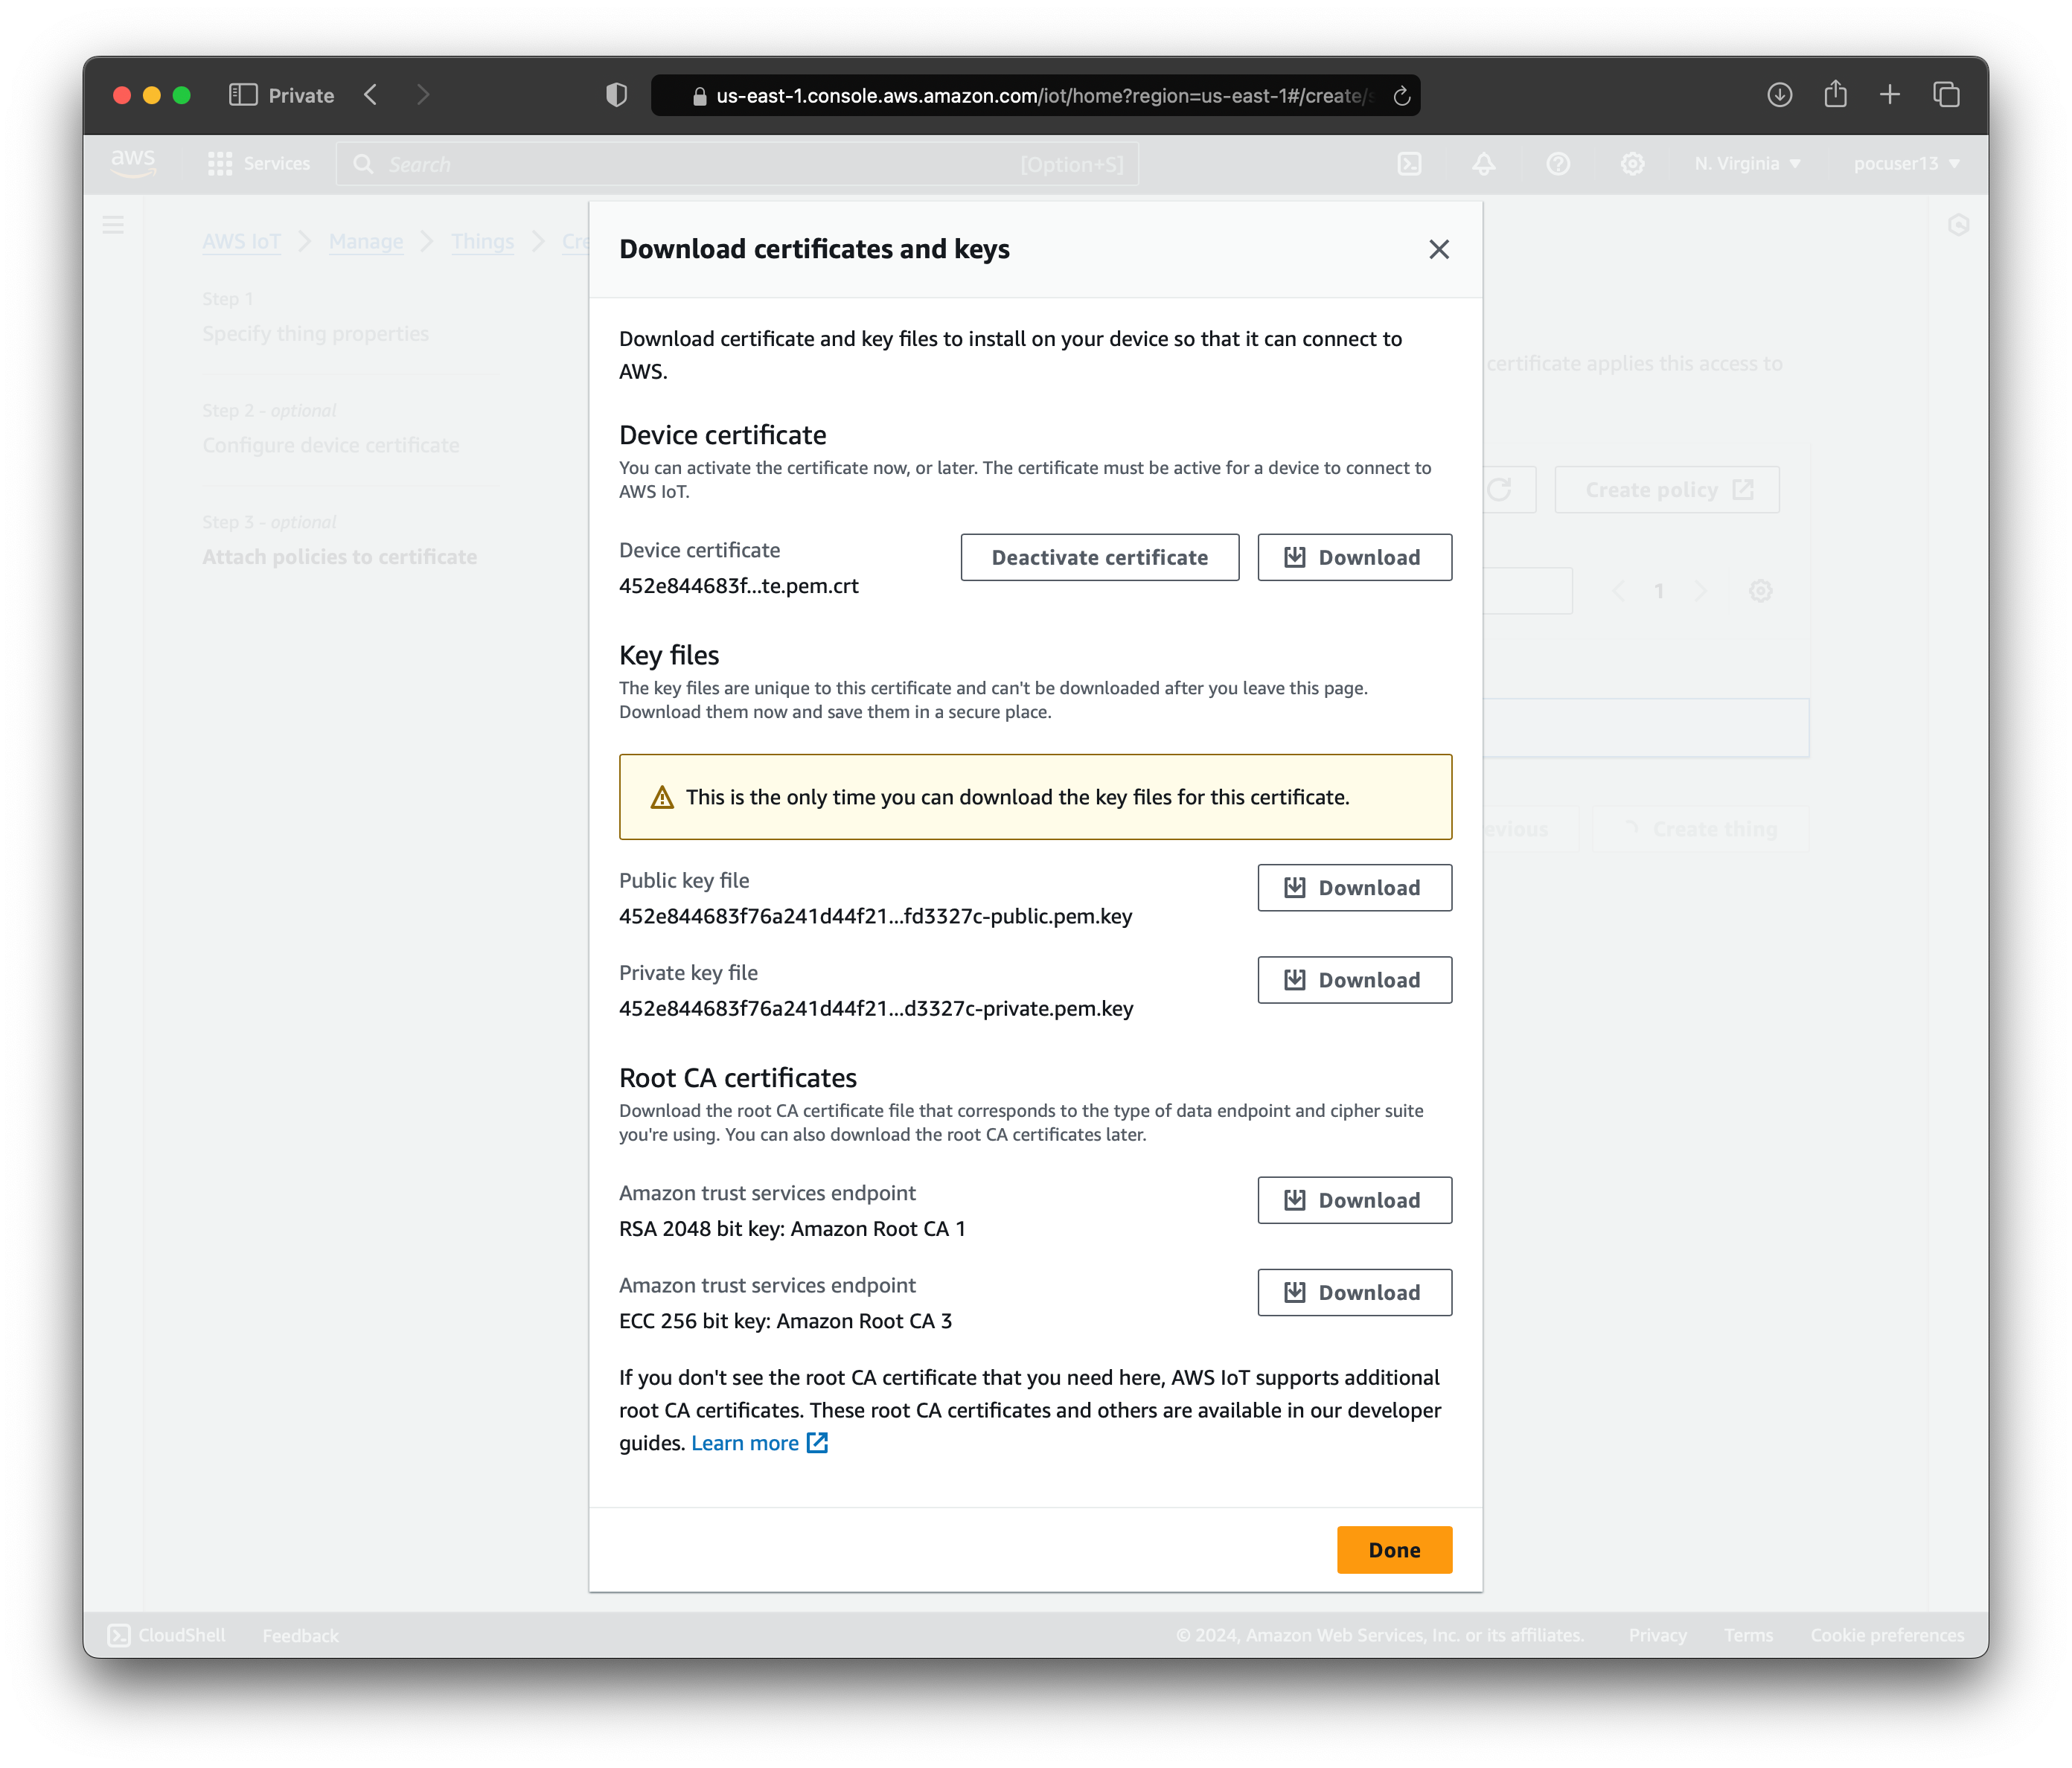 Private
us-east-1.console.aws.amazon.com/iot/home?region=us-east-1#/create/s
aws
Services
Search
[Option+S]
N. Virginia
pocuser13
AWS IoT
Manage
Things
Cre
Step 1
Specify thing properties
Step 2 - optional
Configure device certificate
Step 3 - optional
Attach policies to certificate
certificate applies this access to
Create policy
1
evious
Create thing
Download certificates and keys
Download certificate and key files to install on your device so that it can connect to
AWS.
Device certificate
You can activate the certificate now, or later. The certificate must be active for a device to connect to
AWS IoT.
Device certificate
452e844683f...te.pem.crt
Deactivate certificate
Download
Key files
The key files are unique to this certificate and can't be downloaded after you leave this page.
Download them now and save them in a secure place.
This is the only time you can download the key files for this certificate.
Public key file
452e844683f76a241d44f21...fd3327c-public.pem.key
Download
Private key file
452e844683f76a241d44f21...d3327c-private.pem.key
Download
Root CA certificates
Download the root CA certificate file that corresponds to the type of data endpoint and cipher suite
you're using. You can also download the root CA certificates later.
Amazon trust services endpoint
RSA 2048 bit key: Amazon Root CA 1
Download
Amazon trust services endpoint
ECC 256 bit key: Amazon Root CA 3
Download
If you don't see the root CA certificate that you need here, AWS IoT supports additional
root CA certificates. These root CA certificates and others are available in our developer
guides. Learn more
Done
CloudShell
Feedback
© 2024, Amazon Web Services, Inc. or its affiliates.
Privacy
Terms
Cookie preferences